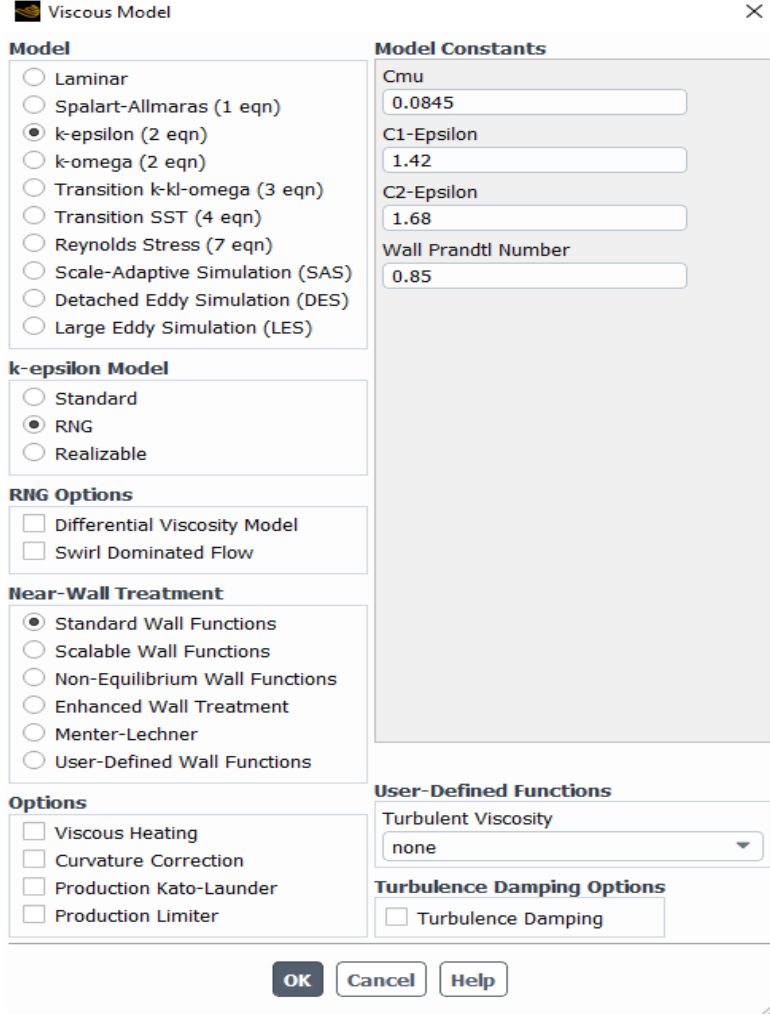 Viscous Model
Model
Laminar
Spalart-Allmaras (1 eqn)
k-epsilon (2 eqn)
k-omega (2 eqn)
Transition k-kl-omega (3 eqn)
Transition SST (4 eqn)
Reynolds Stress (7 eqn)
Scale-Adaptive Simulation (SAS)
Detached Eddy Simulation (DES)
Large Eddy Simulation (LES)
k-epsilon Model
Standard
RNG
Realizable
RNG Options
Differential Viscosity Model
Swirl Dominated Flow
Near-Wall Treatment
Standard Wall Functions
Scalable Wall Functions
Non-Equilibrium Wall Functions
Enhanced Wall Treatment
Menter-Lechner
User-Defined Wall Functions
Options
Viscous Heating
Curvature Correction
Production Kato-Launder
Production Limiter
Model Constants
Cmu
0.0845
C1-Epsilon
1.42
C2-Epsilon
1.68
Wall Prandtl Number
0.85
User-Defined Functions
Turbulent Viscosity
none
Turbulence Damping Options
Turbulence Damping
OK
Cancel
Help